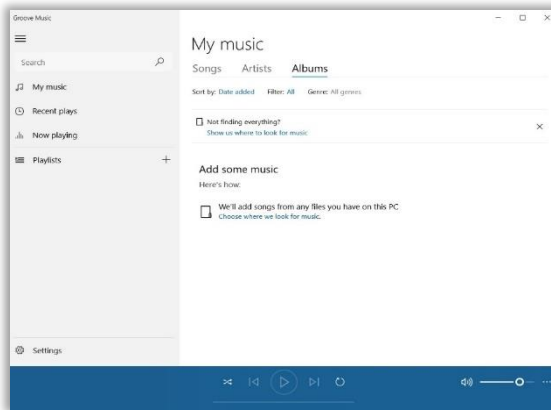 Groove Music
My music
Search
Songs Artists Albums
Sort by: Date added Filter: All Genre: All genres
My music
Recent plays
Now playing
Playlists
Not finding everything?
Show us where to look for music
Add some music
Here's how:
We'll add songs from any files you have on this PC
Choose where we look for music.
Settings